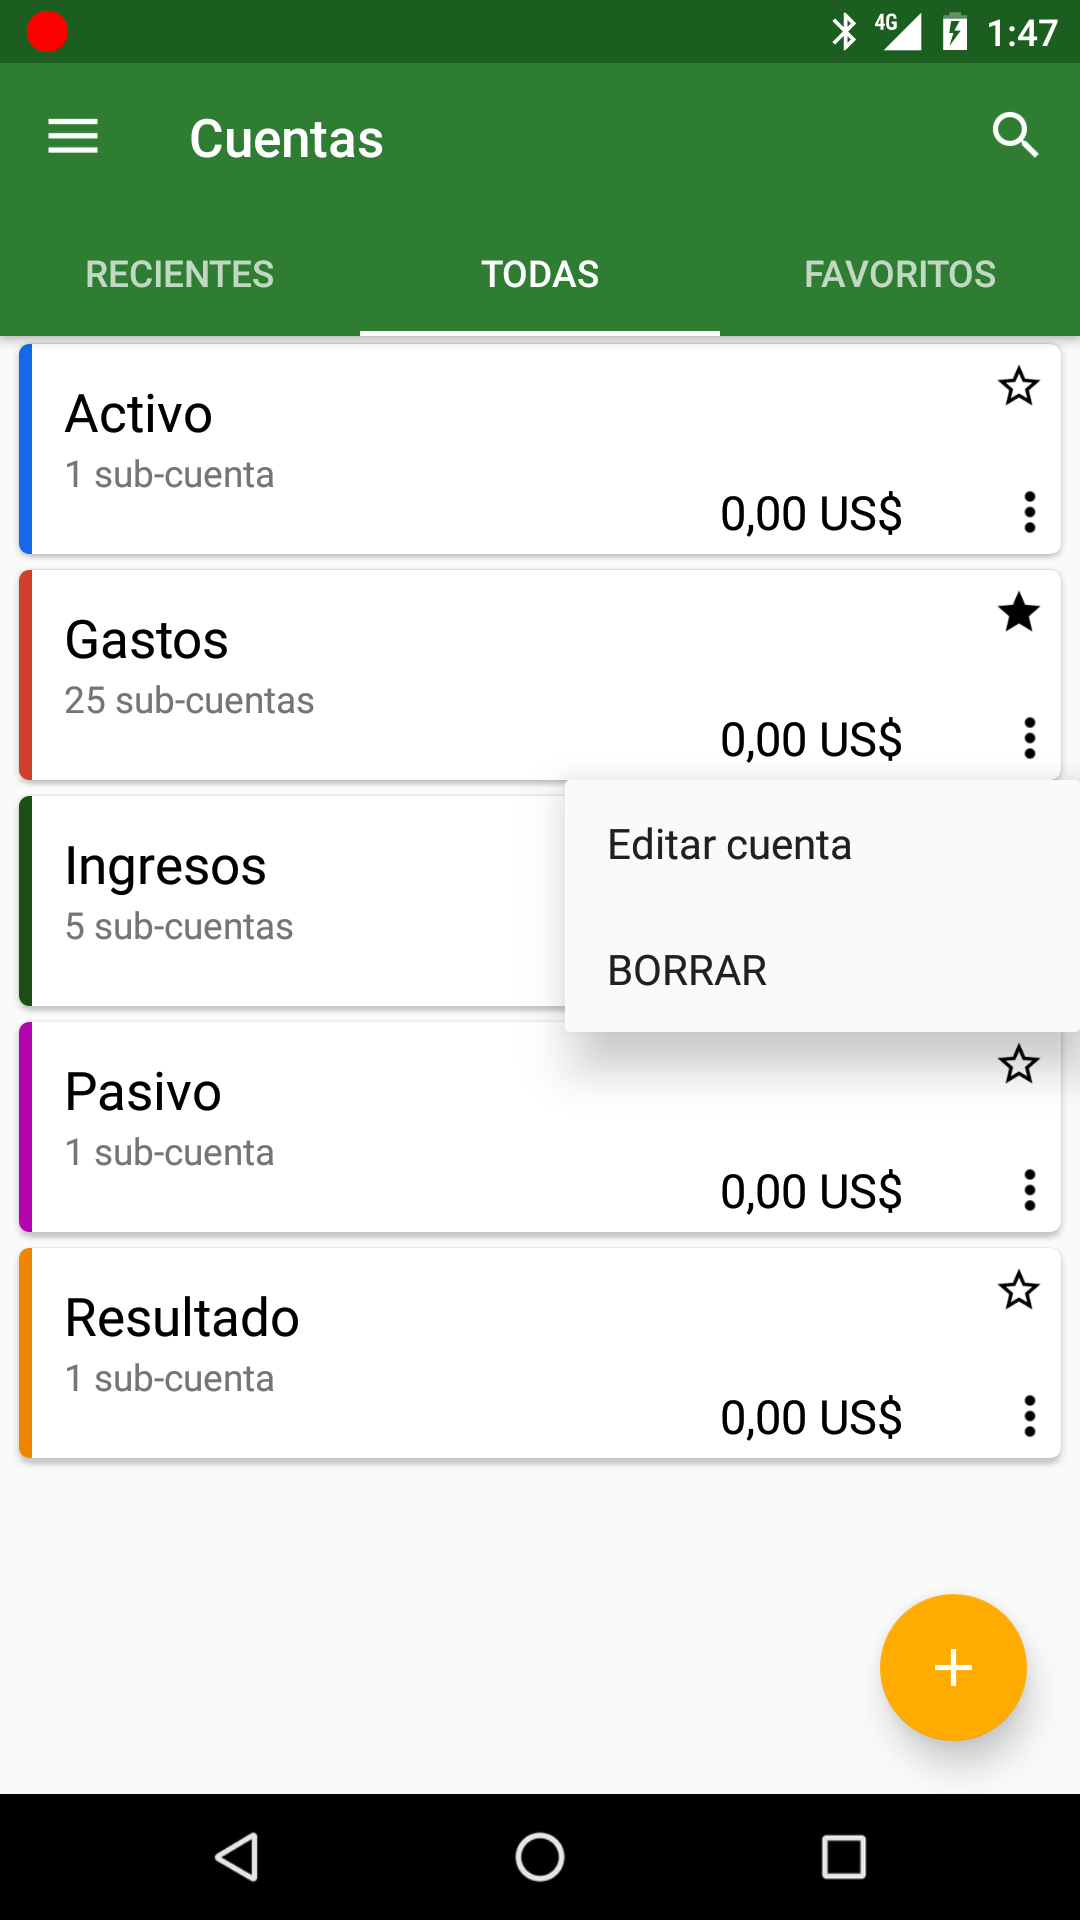 4G 1:47
Cuentas
RECIENTES TODAS FAVORITOS
Activo
1 sub-cuenta
0,00 US$
Gastos
25 sub-cuentas
0,00 US$
Editar cuenta
BORRAR
Ingresos
5 sub-cuentas
Pasivo
1 sub-cuenta
0,00 US$
Resultado
1 sub-cuenta
0,00 US$